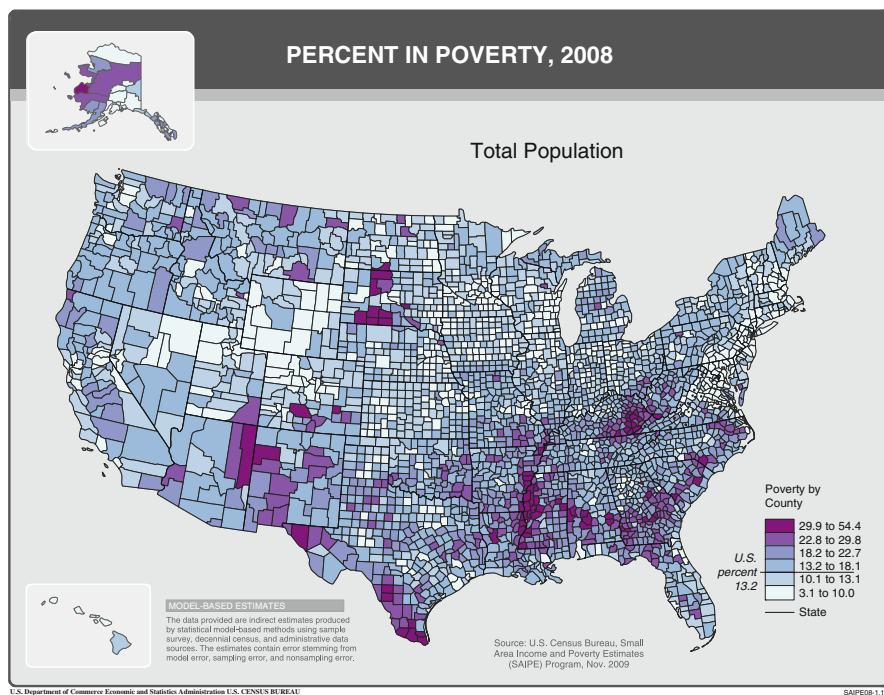 PERCENT IN POVERTY, 2008
Total Population
Poverty by
County
29.9 to 54.4
22.8 to 29.8
18.2 to 22.7
13.2 to 18.1
10.1 to 13.1
3.1 to 10.0
U.S.
percent
13.2
State
MODEL-BASED ESTIMATES
The data provided are indirect estimates produced
by statistical model-based methods using sample
survey, decennial census, and administrative data
sources. The estimates contain error stemming from
model error, sampling error, and nonsampling error.
Source: U.S. Census Bureau, Small
Area Income and Poverty Estimates
(SAIPE) Program, Nov. 2009
U.S. Department of Commerce Economic and Statistics Administration U.S. CENSUS BUREAU
SAIPE08-1.1